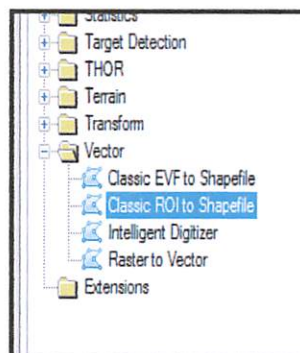 Statistics
Target Detection
THOR
Terrain
Transform
Vector
Classic EVF to Shapefile
Classic ROI to Shapefile
Intelligent Digitizer
Raster to Vector
Extensions